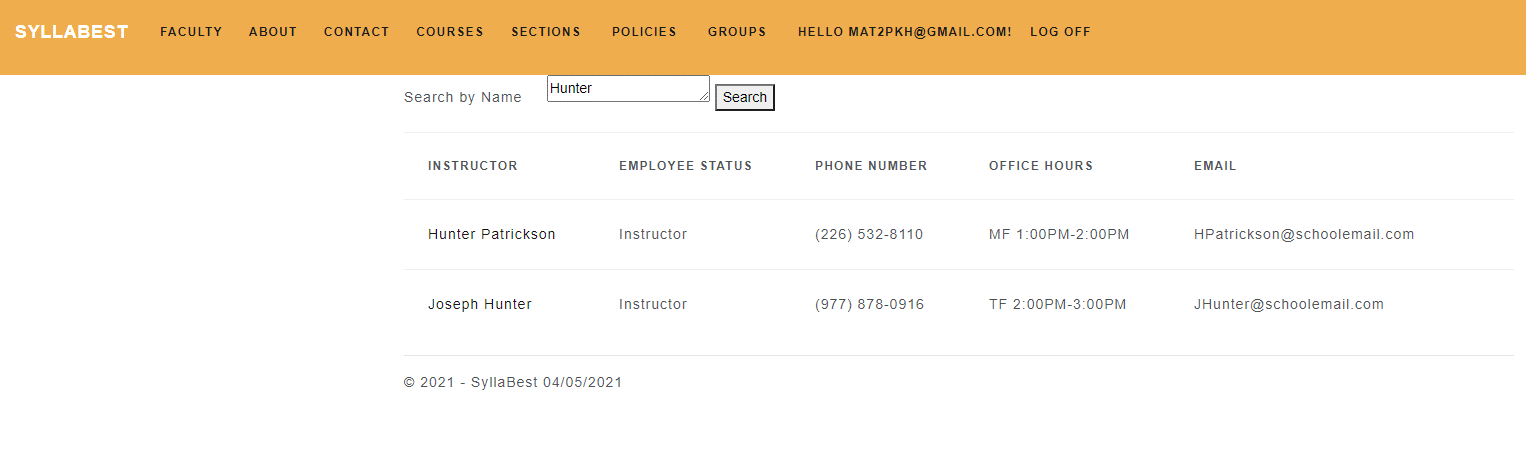 SYLLABEST FACULTY ABOUT CONTACT COURSES SECTIONS POLICIES GROUPS HELLO MAT2PKH@GMAIL.COM! LOG OFF
Search by Name Hunter Search
INSTRUCTOR EMPLOYEE STATUS PHONE NUMBER OFFICE HOURS EMAIL
Hunter Patrickson Instructor (226) 532-8110 MF 1:00PM-2:00PM HPatrickson@schoolemail.com
Joseph Hunter Instructor (977) 878-0916 TF 2:00PM-3:00PM JHunter@schoolemail.com
© 2021 - SyllaBest 04/05/2021